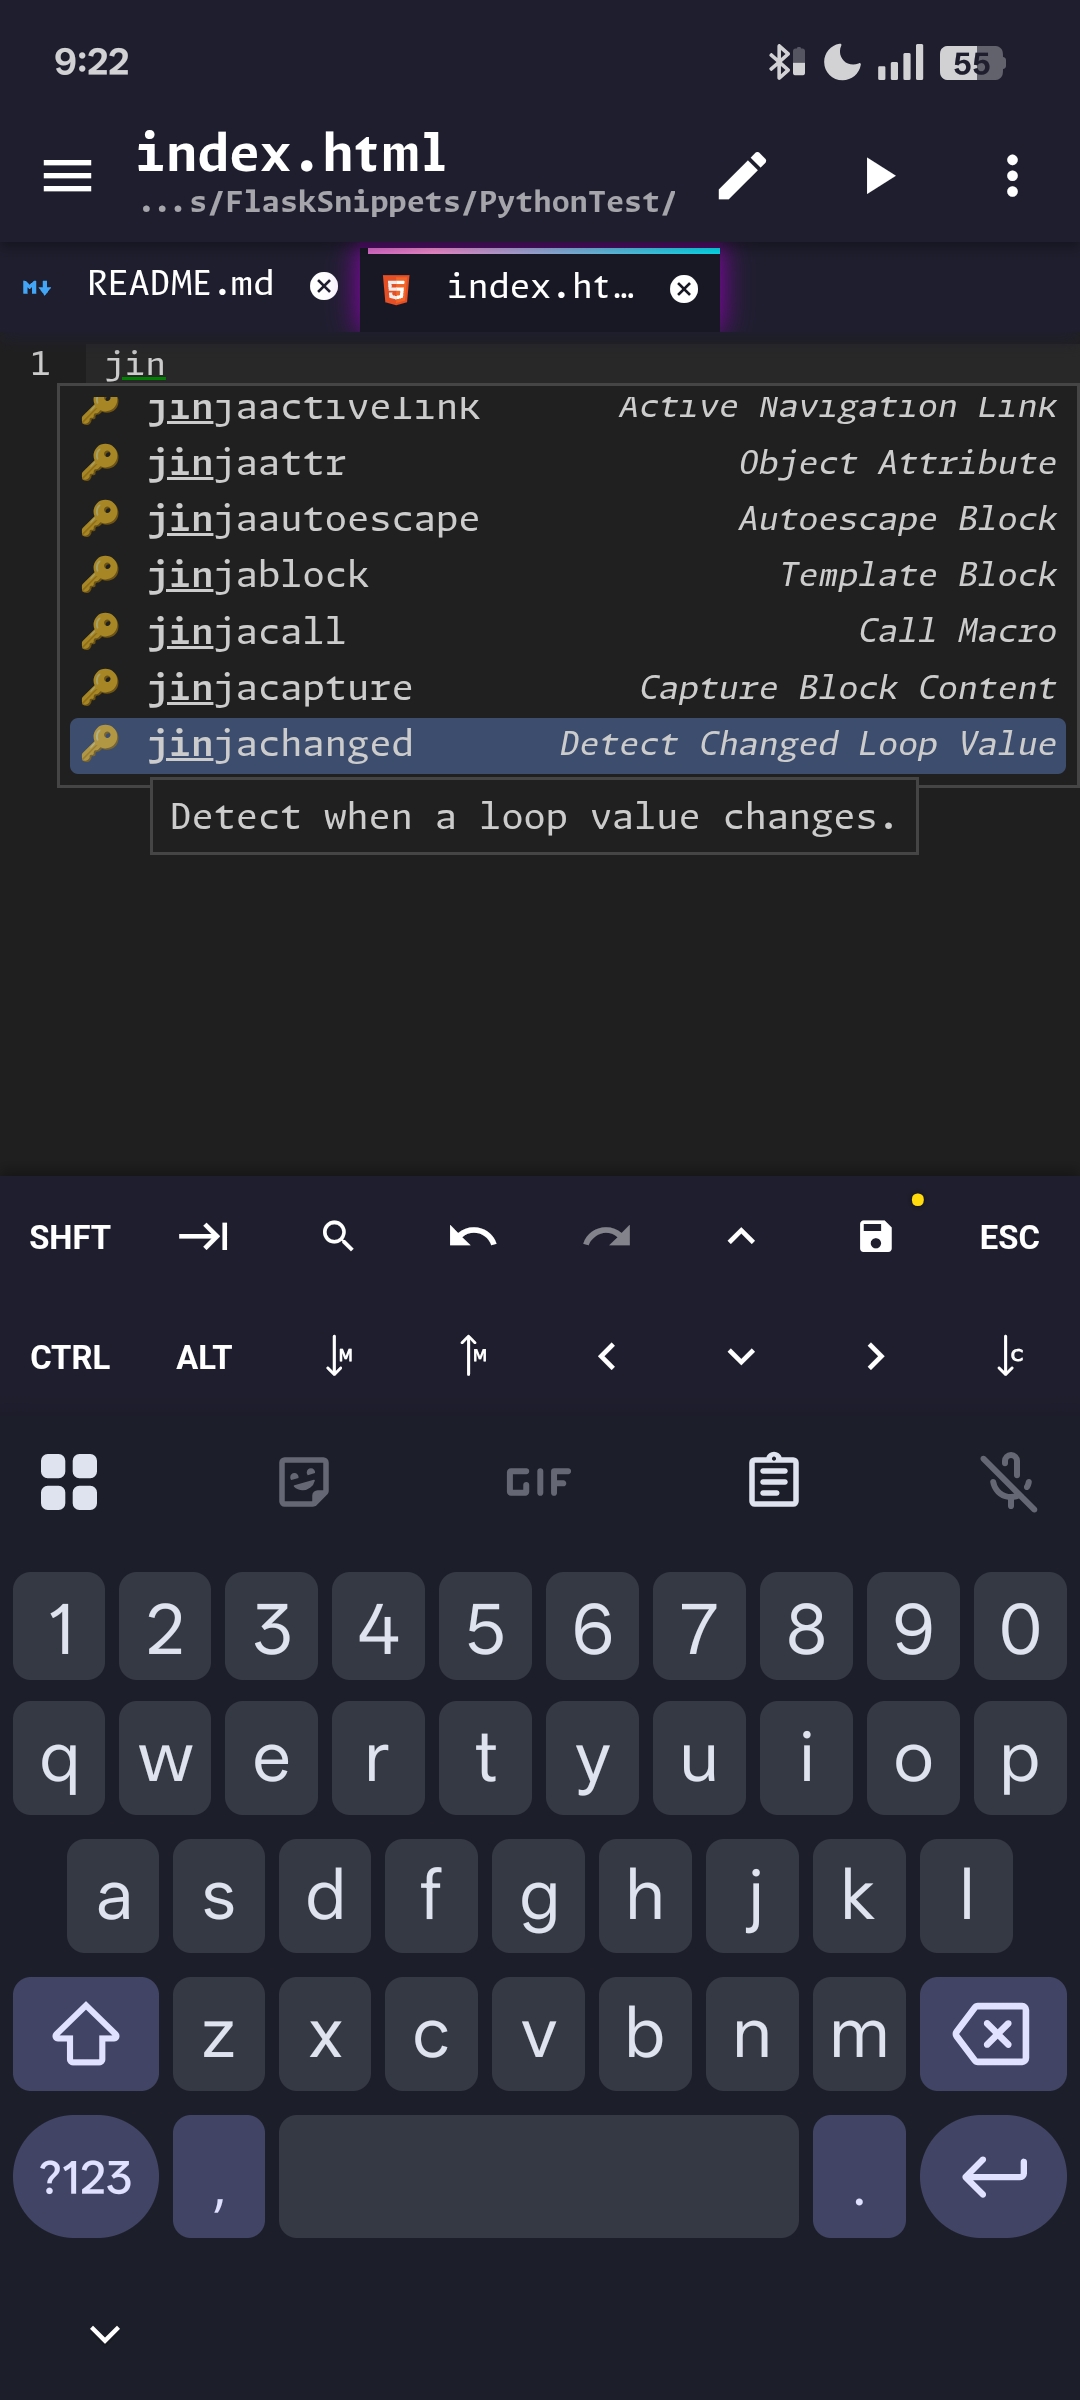 9:22
55
index.html
...s/FlaskSnippets/PythonTest/
README.md
index.ht...
1 jin
jinjaactivelink Active Navigation Link
jinjaattr Object Attribute
jinjaautoescape Autoescape Block
jinjablock Template Block
jinjacall Call Macro
jinjacapture Capture Block Content
jinjachanged Detect Changed Loop Value
Detect when a loop value changes.
SHFT ESC
CTRL ALT M M C
GIF
1 2 3 4 5 6 7 8 9 0
q w e r t y u i o p
a s d f g h j k l
z x c v b n m
?123 , .